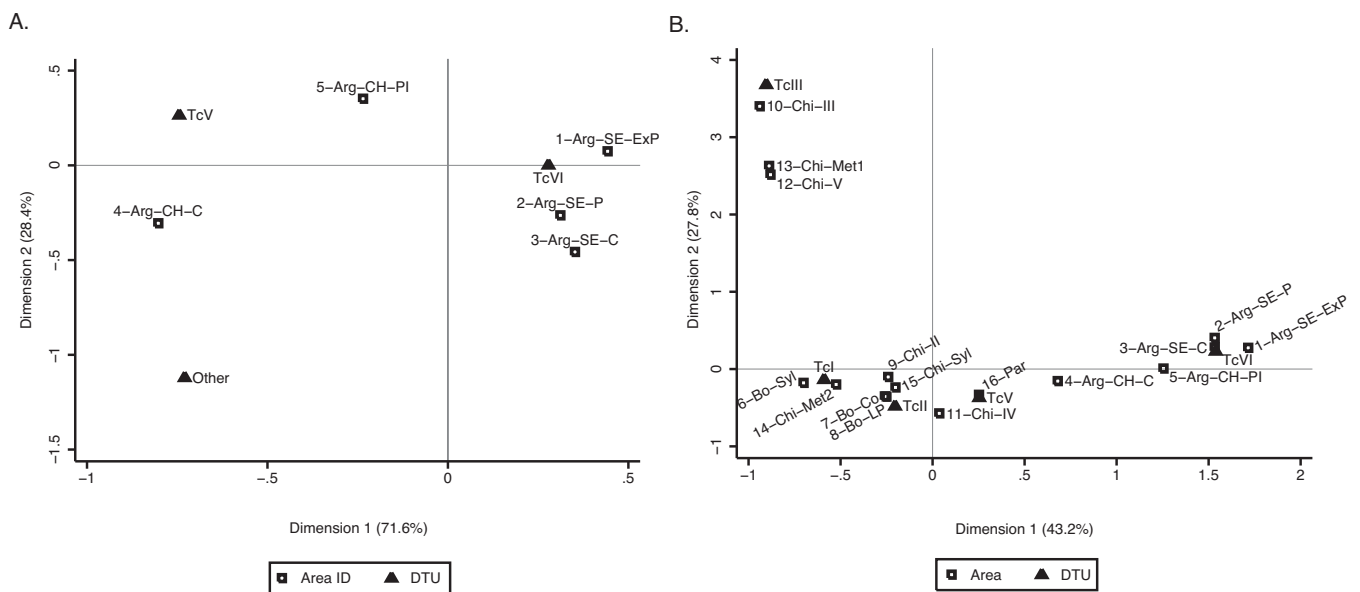 A.
.5
0
−.5
−1
−1.5
Dimension 2 (28.4%)
5−Arg−CH−PI
TcV
1−Arg−SE−ExP
TcVI
2−Arg−SE−P
4−Arg−CH−C
3−Arg−SE−C
Other
−1
−.5
0
.5
Dimension 1 (71.6%)
Area ID
DTU
B.
4
3
2
1
0
−1
Dimension 2 (27.8%)
TcIII
10−Chi−III
13−Chi−Met1
12−Chi−V
2−Arg−SE−P
1−Arg−SE−ExP
3−Arg−SE−C
TcVI
9−Chi−II
15−Chi−Syl
16−Par
TcI
6−Bo−Syl
14−Chi−Met2
7−Bo−Co
8−Bo−LP
TcII
TcV
11−Chi−IV
4−Arg−CH−C
5−Arg−CH−PI
−1
−.5
0
.5
1
1.5
2
Dimension 1 (43.2%)
Area
DTU